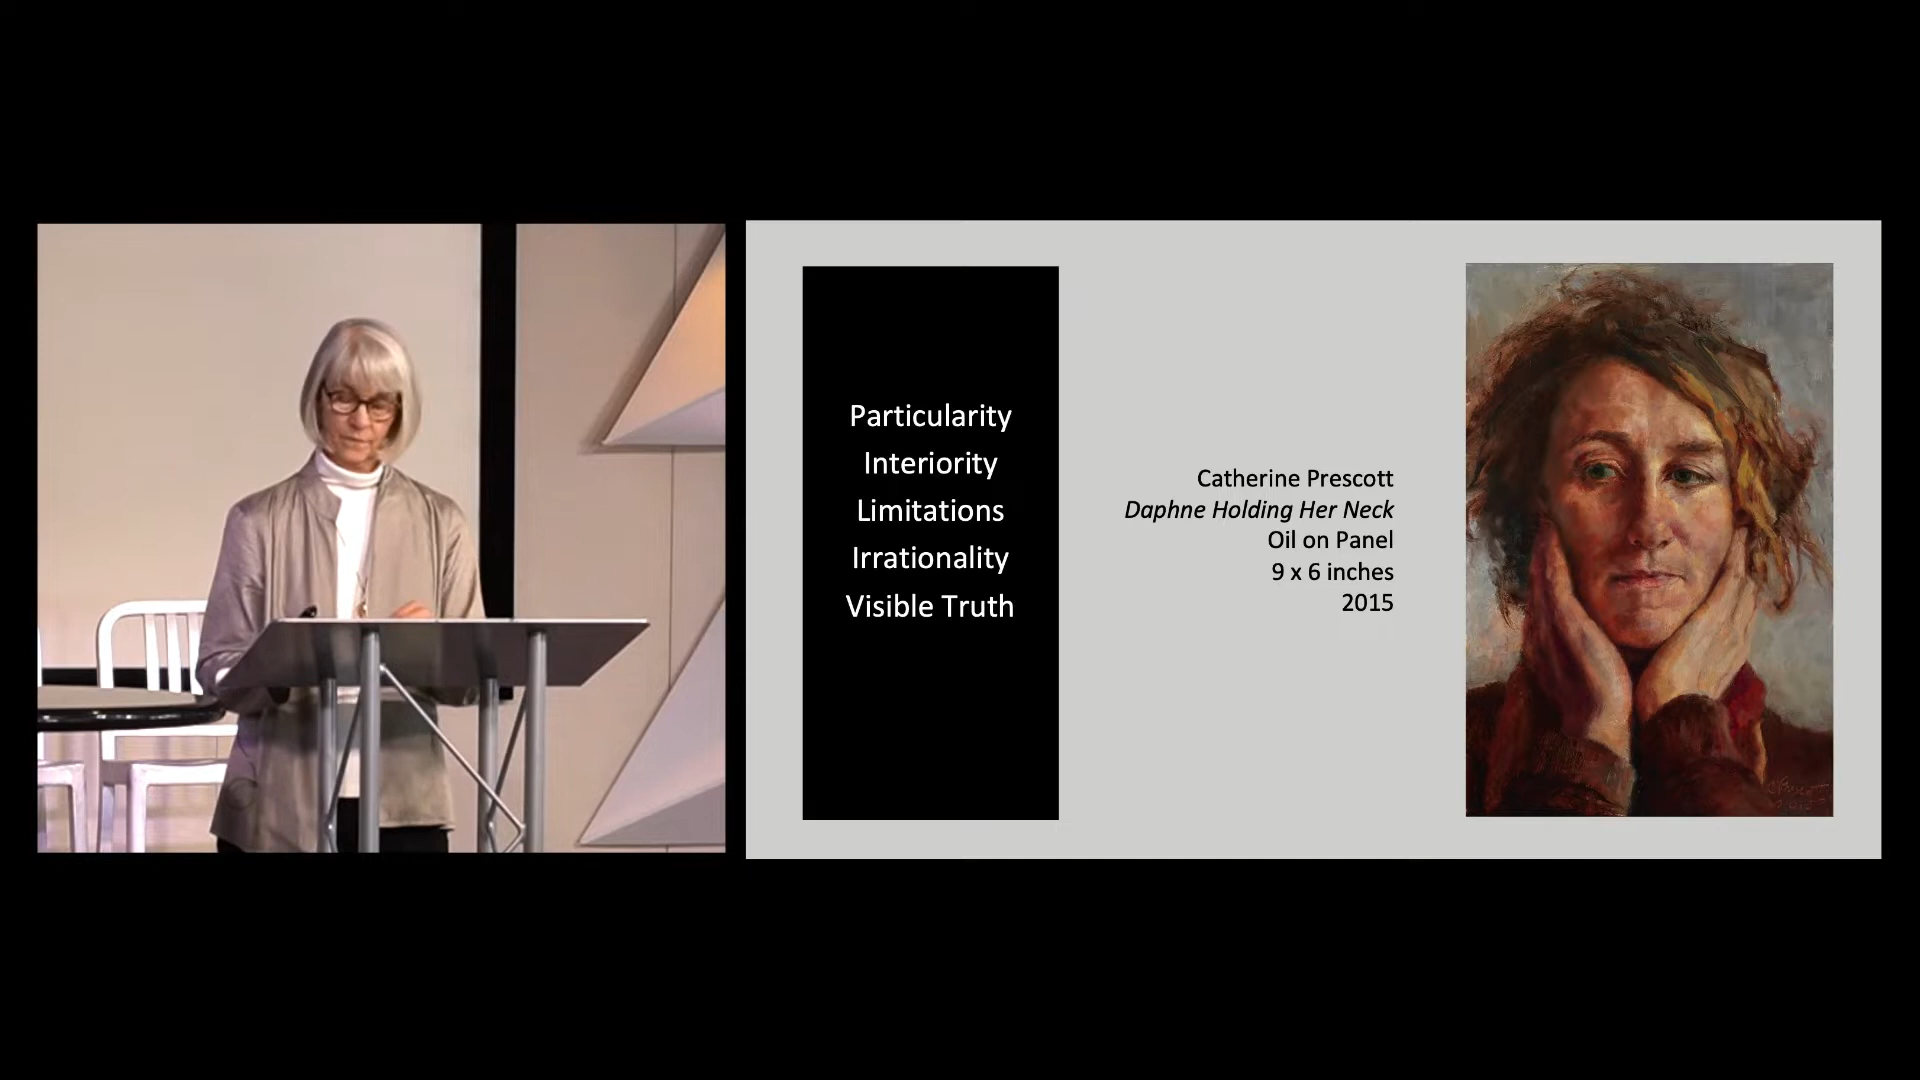 Particularity
Interiority
Limitations
Irrationality
Visible Truth
Catherine Prescott
Daphne Holding Her Neck
Oil on Panel
9 x 6 inches
2015